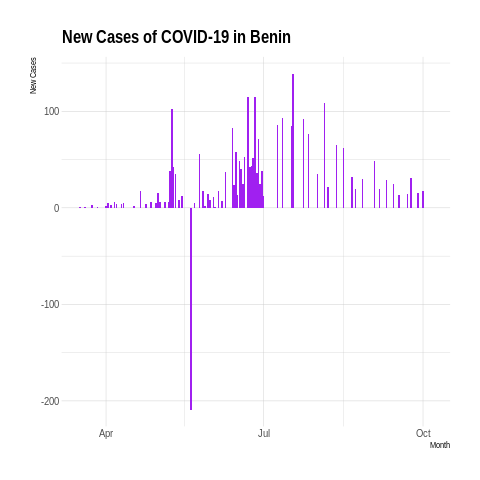 New Cases of COVID-19 in Benin
New Cases
100
0
-100
-200
Apr
Jul
Oct
Month